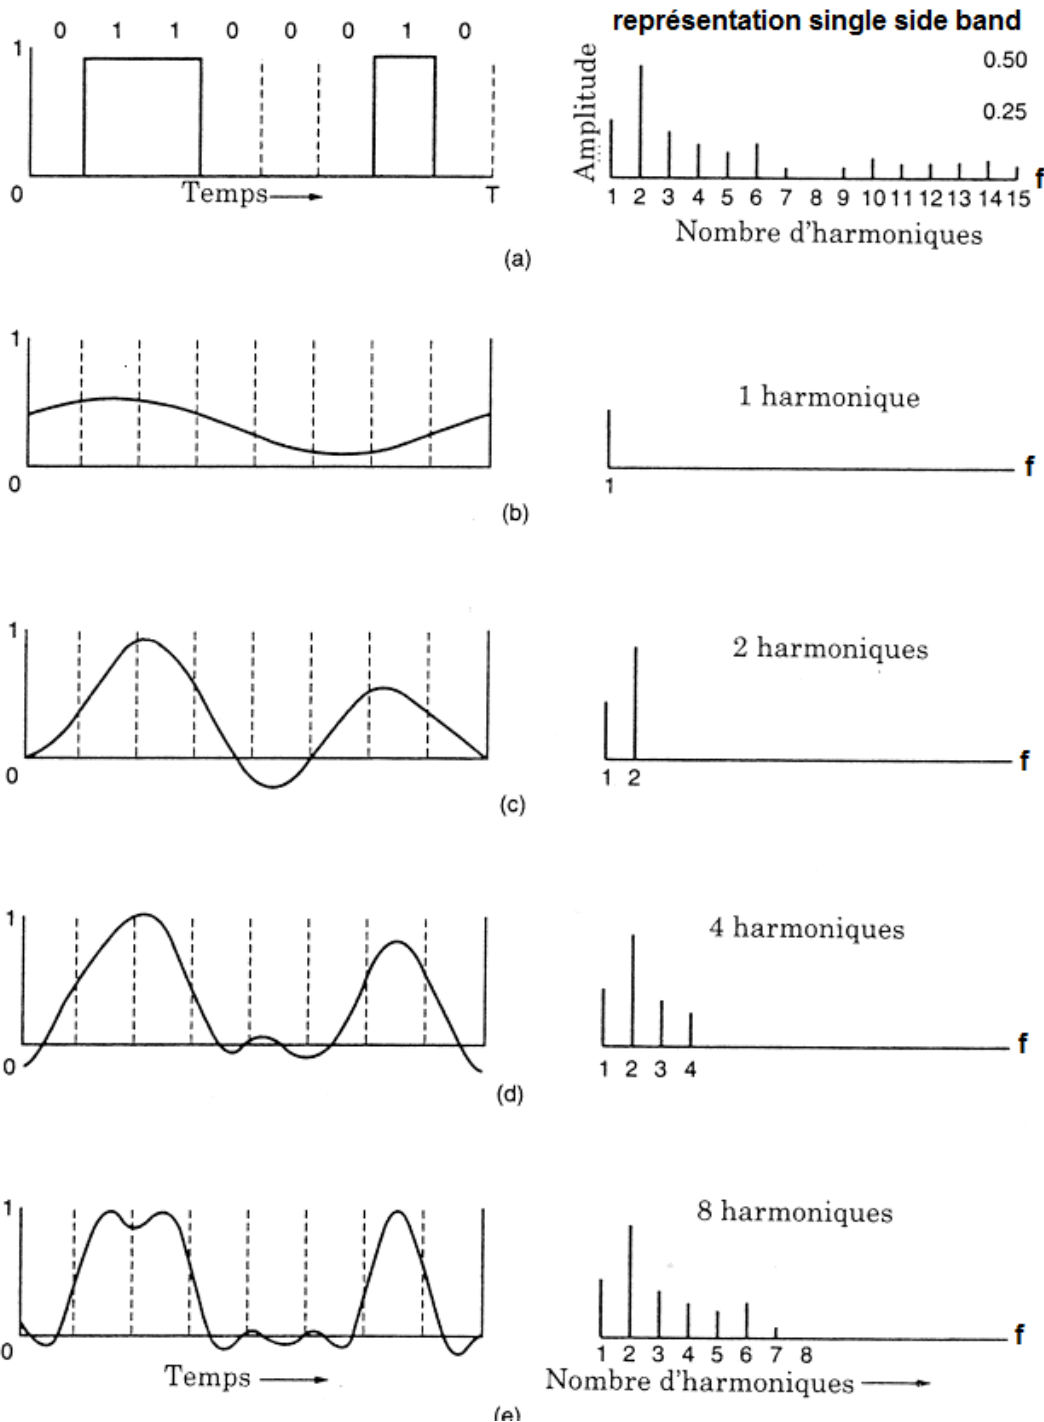 représentation single side band
0 1 1 0 0 0 1 0
1
0
Temps
T
Amplitude
0.50
0.25
f
1 2 3 4 5 6 7 8 9 10 11 12 13 14 15
Nombre d'harmoniques
(a)
1
0
1 harmonique
f
1
(b)
1
0
2 harmoniques
f
1 2
(c)
1
0
4 harmoniques
f
1 2 3 4
(d)
1
0
Temps
8 harmoniques
f
1 2 3 4 5 6 7 8
Nombre d'harmoniques
(e)